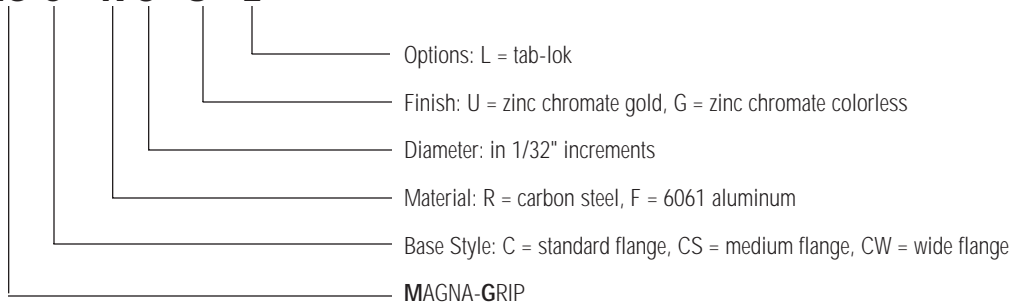 Options: L = tab-lok
Finish: U = zinc chromate gold, G = zinc chromate colorless
Diameter: in 1/32" increments
Material: R = carbon steel, F = 6061 aluminum
Base Style: C = standard flange, CS = medium flange, CW = wide flange
MAGNA-GRIP